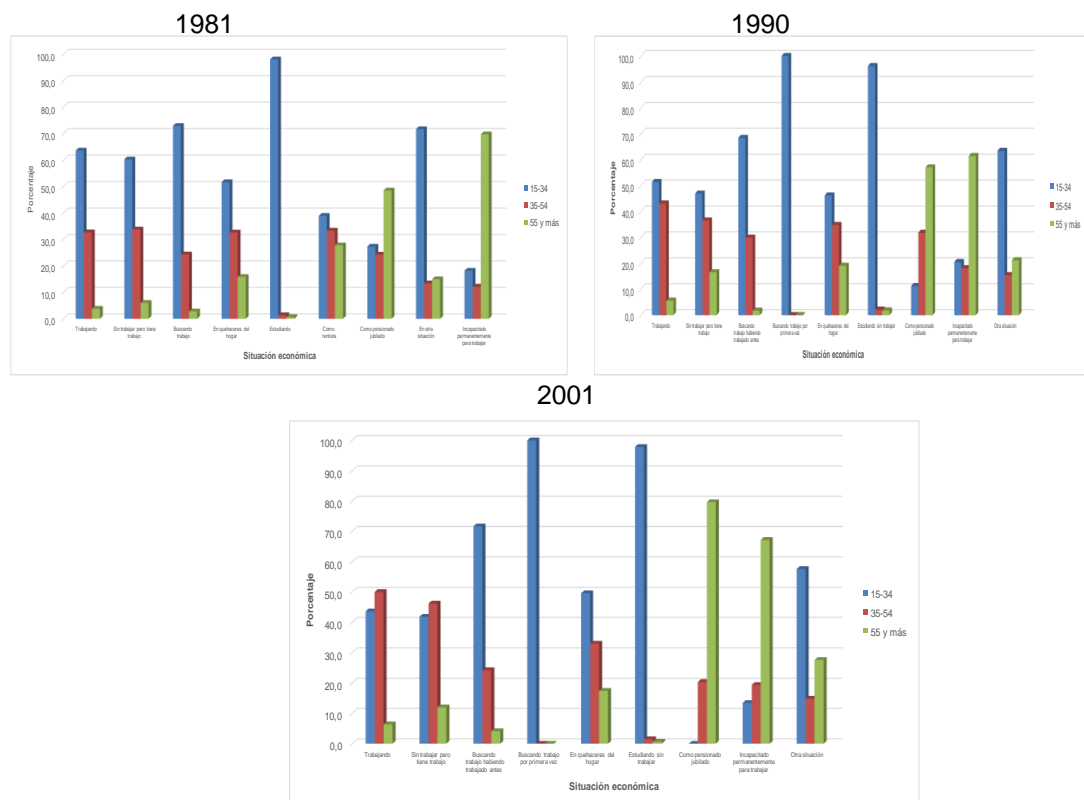 1981
100,0
90,0
80,0
70,0
60,0
50,0
40,0
30,0
20,0
10,0
0,0
Porcentaje
Trabajando
Sin trabajar pero tiene
trabajo
Buscando
trabajo
En quehaceres del
hogar
Estudiando
Como
rentista
Como pensionado
jubilado
En otra
situación
Incapacitado
permanentemente
para trabajar
Situación económica
15-34
35-54
55 y más
1990
100,0
90,0
80,0
70,0
60,0
50,0
40,0
30,0
20,0
10,0
0,0
Porcentaje
Trabajando
Sin trabajar pero tiene
trabajo
Buscando
trabajo habiendo
trabajado antes
Buscando trabajo por
primera vez
En quehaceres del
hogar
Estudiando sin trabajar
Como pensionado
jubilado
Incapacitado
permanentemente
para trabajar
Otra situación
Situación económica
15-34
35-54
55 y más
2001
100,0
90,0
80,0
70,0
60,0
50,0
40,0
30,0
20,0
10,0
0,0
Porcentaje
Trabajando
Sin trabajar pero
tiene trabajo
Buscando
trabajo habiendo
trabajado antes
Buscando trabajo
por primera vez
En quehaceres del
hogar
Estudiando sin
trabajar
Como pensionado
jubilado
Incapacitado
permanentemente
para trabajar
Otra situación
Situación económica
15-34
35-54
55 y más